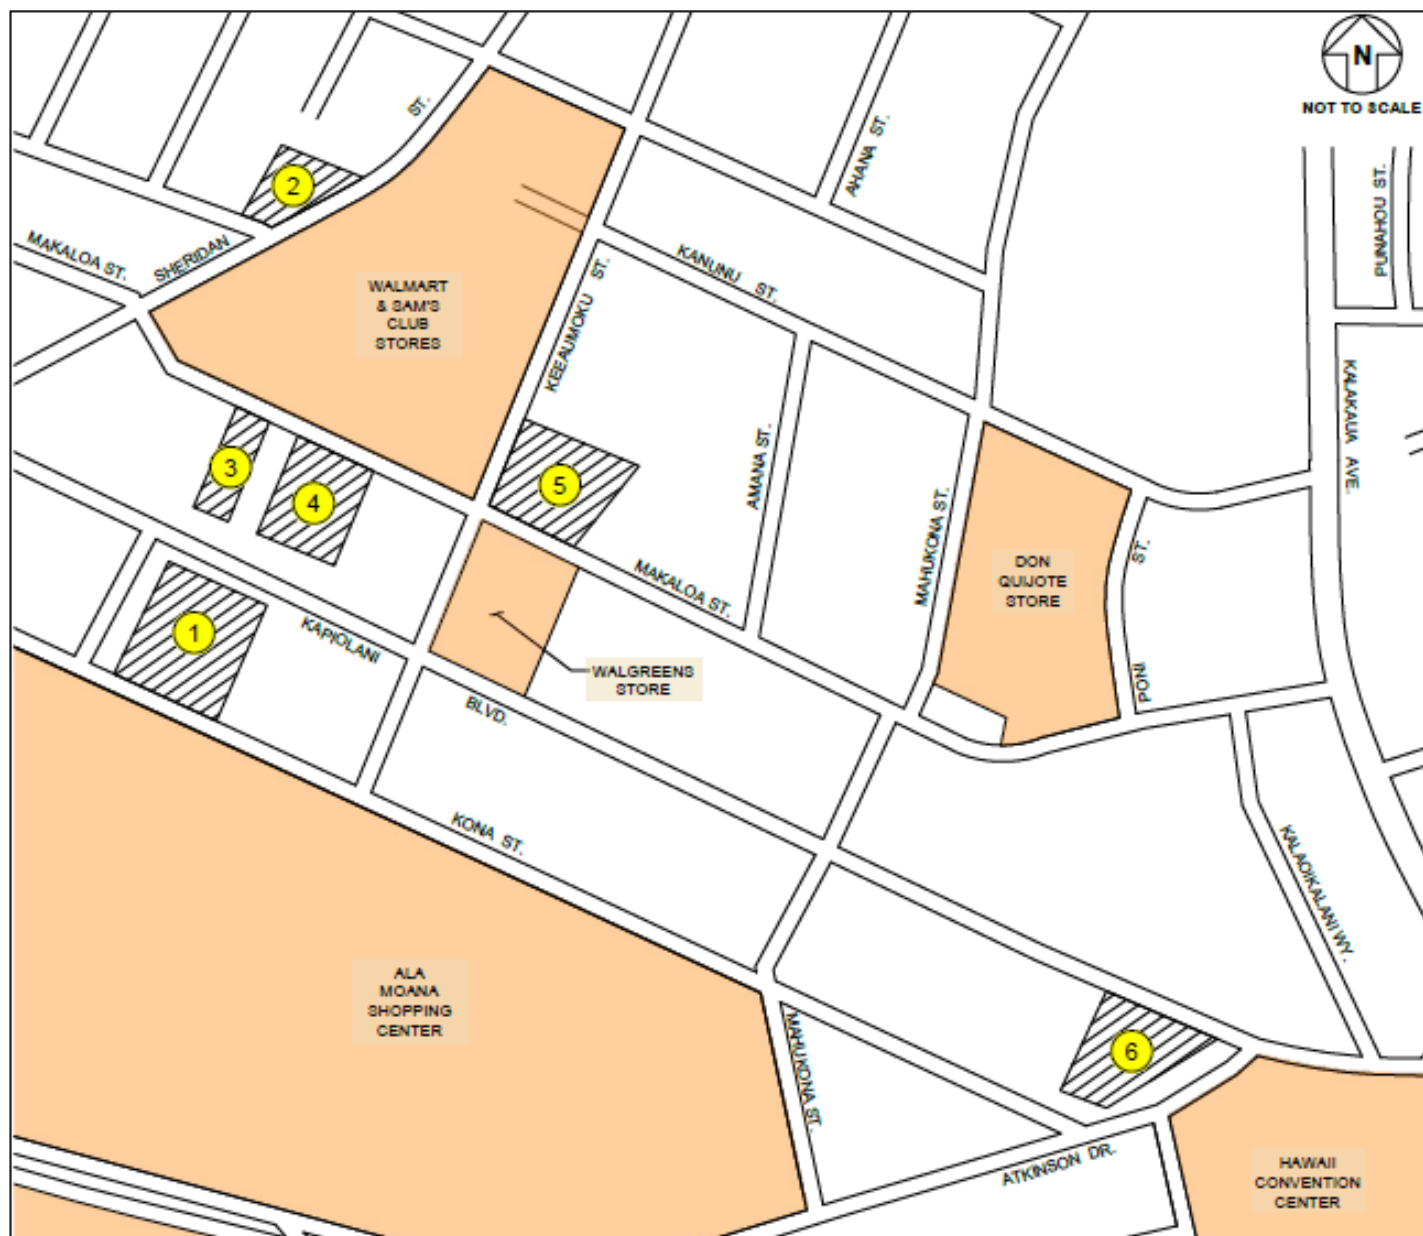 N
NOT TO SCALE
ST.
AHANA ST.
PUNAHOU ST.
2
MAKALOA ST.
SHERIDAN
KANUNU ST.
WALMART
& SAM'S
CLUB
STORES
KEEAUMOKU ST.
KALAKAUA AVE.
3
4
5
AMANA ST.
MAHUKONA ST.
ST.
DON
QUIJOTE
STORE
MAKALOA ST.
1
KAPIOLANI
WALGREENS
STORE
PONI
BLVD.
KONA ST.
KALAOIKALANI WY.
ALA
MOANA
SHOPPING
CENTER
MAHUKONA ST.
6
ATKINSON DR.
HAWAII
CONVENTION
CENTER